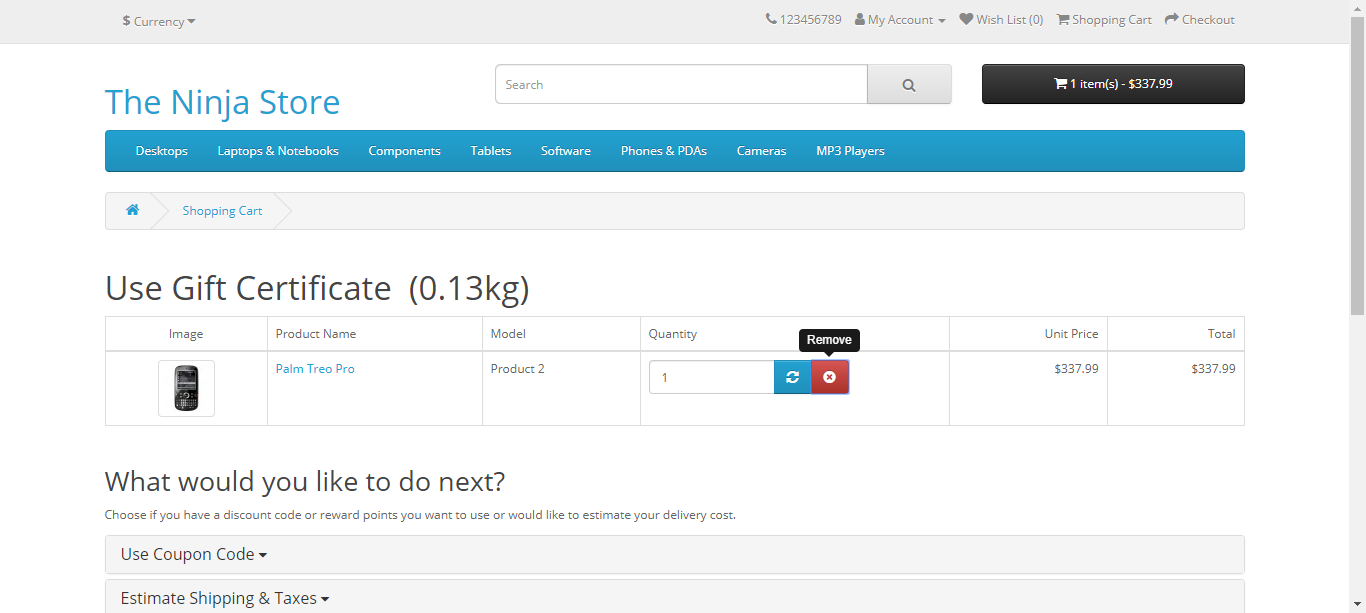 $ Currency
123456789 My Account Wish List (0) Shopping Cart Checkout
The Ninja Store
Search
1 item(s) - $337.99
Desktops Laptops & Notebooks Components Tablets Software Phones & PDAs Cameras MP3 Players
Shopping Cart
Use Gift Certificate (0.13kg)
Image Product Name Model Quantity Unit Price Total
Remove
Palm Treo Pro Product 2 1 $337.99 $337.99
What would you like to do next?
Choose if you have a discount code or reward points you want to use or would like to estimate your delivery cost.
Use Coupon Code
Estimate Shipping & Taxes